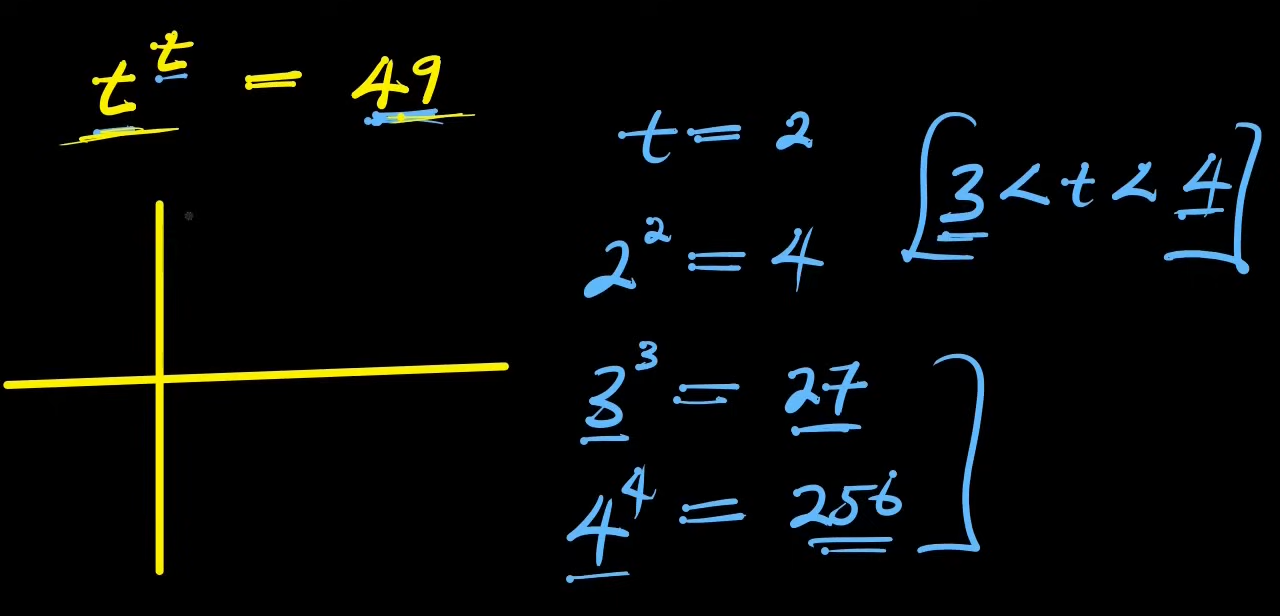 t^t = 49
t = 2
[3 < t < 4]
2^2 = 4
3^3 = 27
4^4 = 256